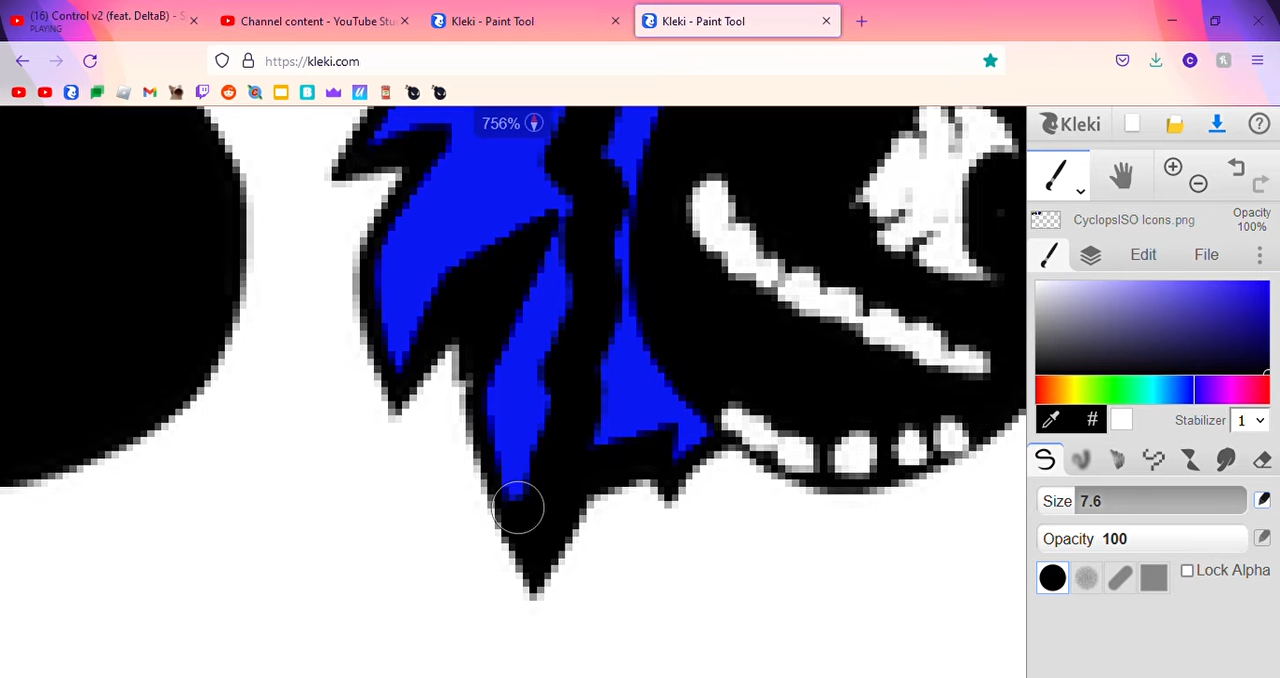 (16) Control v2 (feat. DeltaB) - S
PLAYING
Channel content - YouTube Stu
Kleki - Paint Tool
Kleki - Paint Tool
https://kleki.com
756%
Kleki
CyclopsISO Icons.png
Opacity
100%
Edit
File
#
Stabilizer
1
Size 7.6
Opacity 100
Lock Alpha